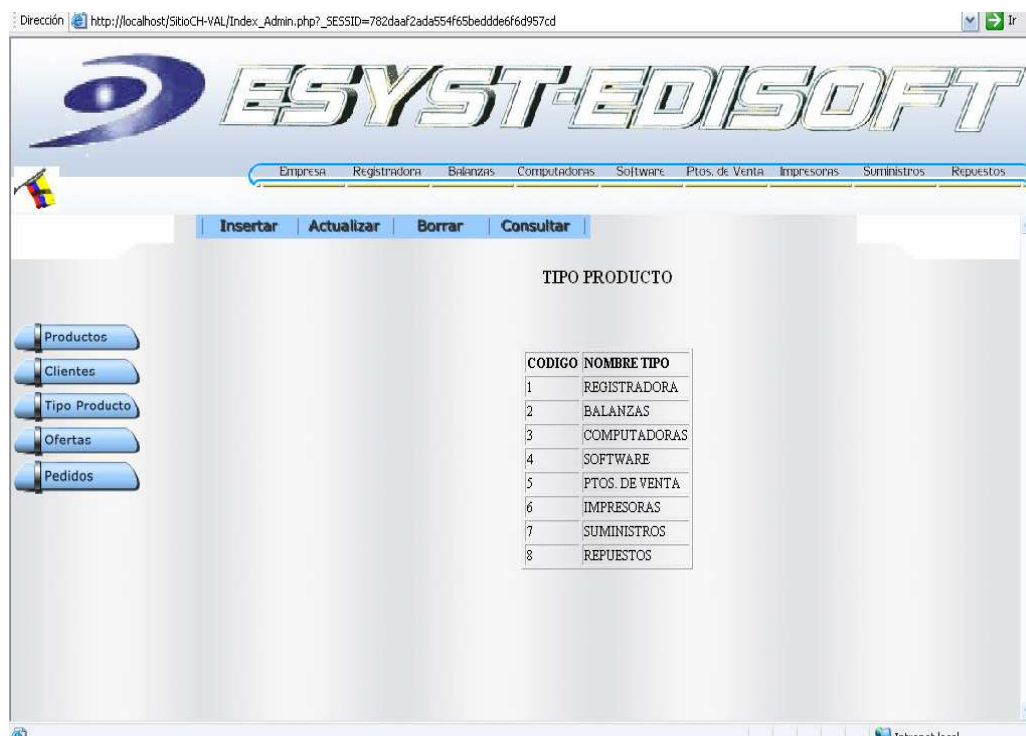 Dirección http://localhost/SitioCH-VAL/Index_Admin.php?_SESSID=782daaf2ada554f65beddde6f6d957cd Ir
ESYST-EDISOFT
Empresa Registradora Balanzas Computadoras Software Ptos. de Venta Impresoras Suministros Repuestos
Insertar Actualizar Borrar Consultar
TIPO PRODUCTO
Productos
Clientes
Tipo Producto
Ofertas
Pedidos
CODIGO NOMBRE TIPO
1 REGISTRADORA
2 BALANZAS
3 COMPUTADORAS
4 SOFTWARE
5 PTOS. DE VENTA
6 IMPRESORAS
7 SUMINISTROS
8 REPUESTOS
Intranet local